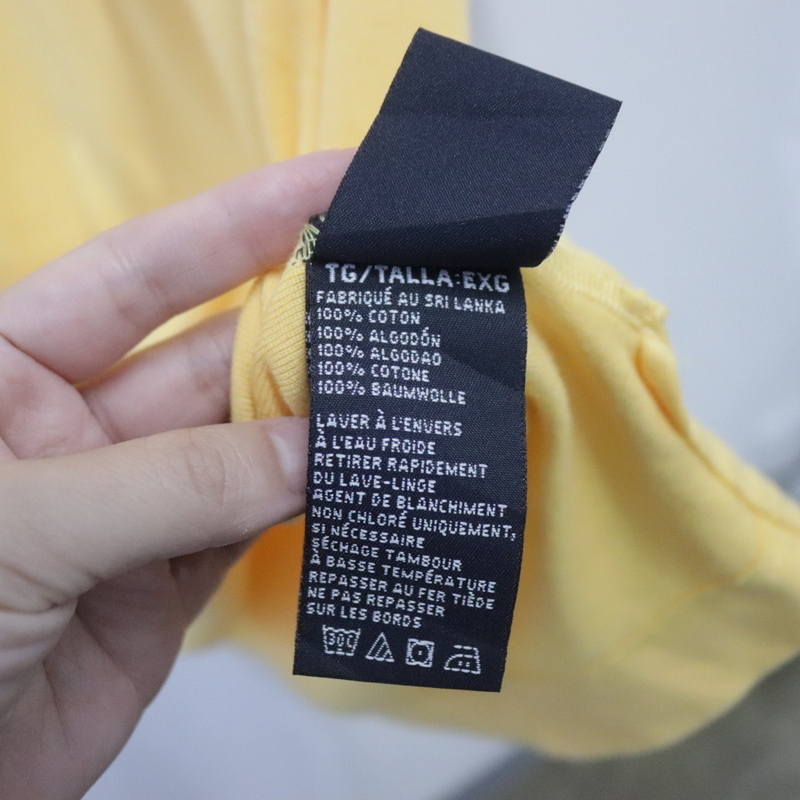 TG/TALLA:EXG
FABRIQUÉ AU SRI LANKA
100% COTON
100% ALGODÓN
100% ALGODAO
100% COTONE
100% BAUMWOLLE
LAVER À L'ENVERS
À L'EAU FROIDE
RETIRER RAPIDEMENT
DU LAVE-LINGE
AGENT DE BLANCHIMENT
NON CHLORÉ UNIQUEMENT,
SI NÉCESSAIRE
SÉCHAGE TAMBOUR
À BASSE TEMPÉRATURE
REPASSER AU FER TIÈDE
NE PAS REPASSER
SUR LES BORDS
30C